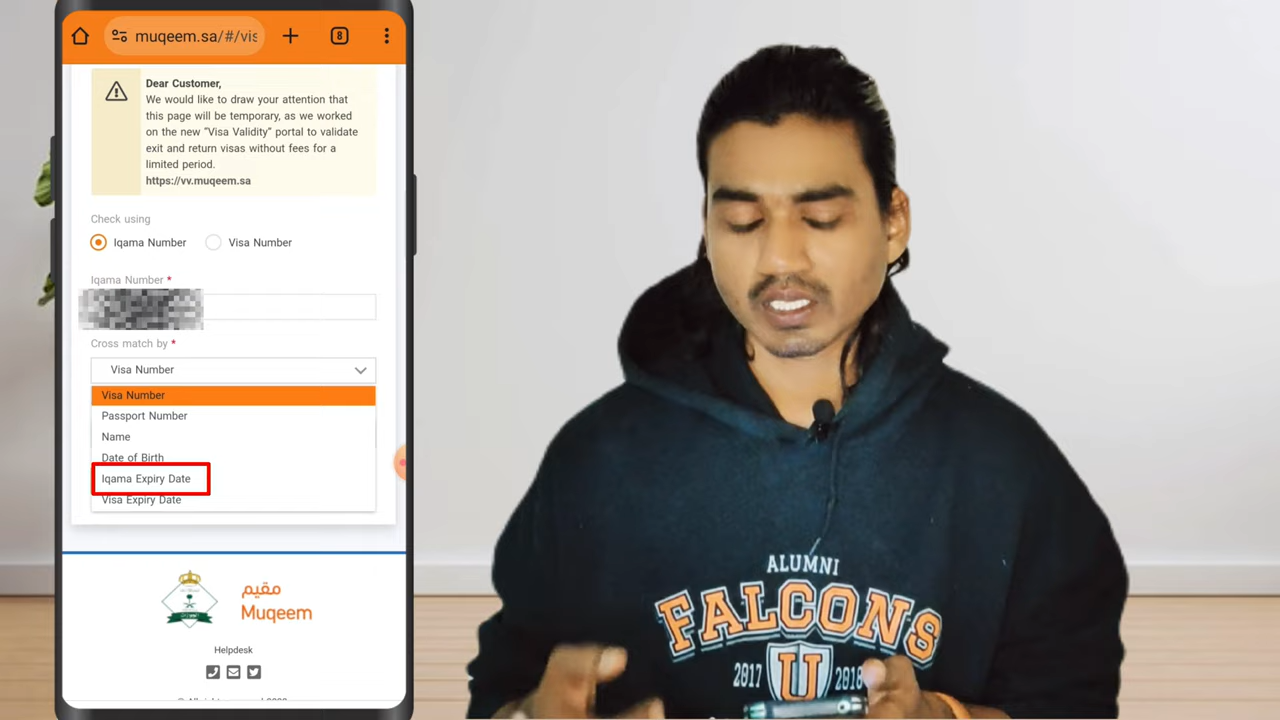 muqeem.sa/#/vis
8
Dear Customer,
We would like to draw your attention that
this page will be temporary, as we worked
on the new "Visa Validity" portal to validate
exit and return visas without fees for a
limited period.
https://vv.muqeem.sa
Check using
Iqama Number
Visa Number
Iqama Number *
Cross match by *
Visa Number
Visa Number
Passport Number
Name
Date of Birth
Iqama Expiry Date
Visa Expiry Date
مقيم
Muqeem
Helpdesk
ALUMNI
FALCONS
2017 U 2018